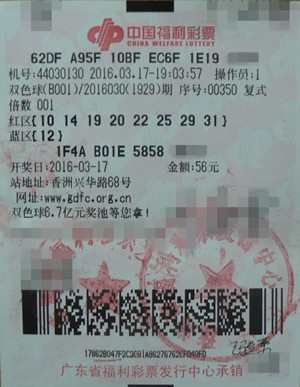 中国福利彩票
CHINA WELFARE LOTTERY
62DF A95F 10BF EC6F 1E19
机号:44030130 2016.03.17-19:03:57 操作员:1
双色球(B001)/2016030(1929)期 序号:00350 复式
倍数 001
红区[10 14 19 20 22 25 29 31]
蓝区[12]
1F4A B01E 5858
开奖日:2016-03-17 金额:56元
站地址:香洲兴华路68号
网址:www.gdfc.org.cn
双色球6.7亿元奖池等您拿!
发行中心
广东省福利彩票发行中心承销